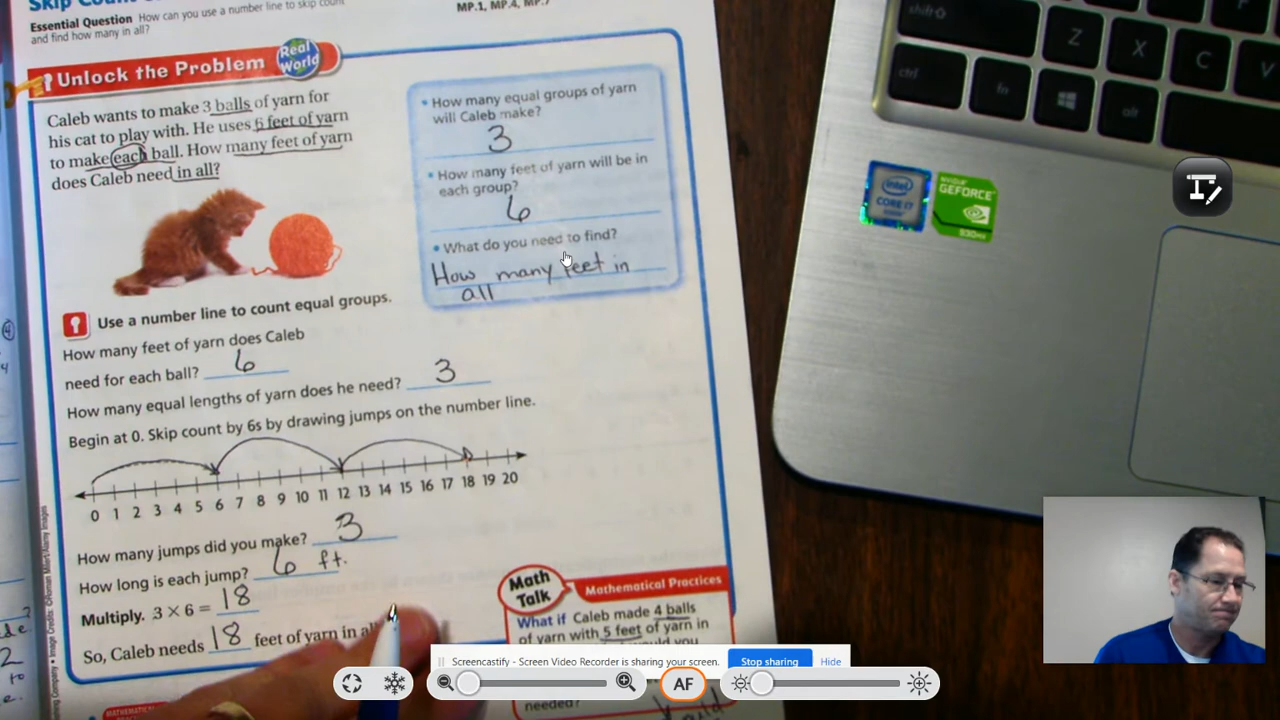 Essential Question How can you use a number line to skip count
and find how many in all?
MP.1, MP.4, MP.7
Unlock the Problem
Real
World
Caleb wants to make 3 balls of yarn for
his cat to play with. He uses 6 feet of yarn
to make each ball. How many feet of yarn
does Caleb need in all?
• How many equal groups of yarn
will Caleb make?
3
• How many feet of yarn will be in
each group?
6
• What do you need to find?
How many feet in
all
Use a number line to count equal groups.
How many feet of yarn does Caleb
need for each ball? 6
How many equal lengths of yarn does he need? 3
Begin at 0. Skip count by 6s by drawing jumps on the number line.
0 1 2 3 4 5 6 7 8 9 10 11 12 13 14 15 16 17 18 19 20
How many jumps did you make? 3
How long is each jump? 6 ft.
Multiply. 3 × 6 = 18
So, Caleb needs 18 feet of yarn in
Math
Talk
Mathematical Practices
What if Caleb made 4 balls
of yarn with 5 feet of yarn in
would you
needed?
shift
Z
X
C
V
ctrl
fn
alt
intel
CORE i7
NVIDIA
GEFORCE
930MX
Screencastify - Screen Video Recorder is sharing your screen.
Stop sharing
Hide
AF